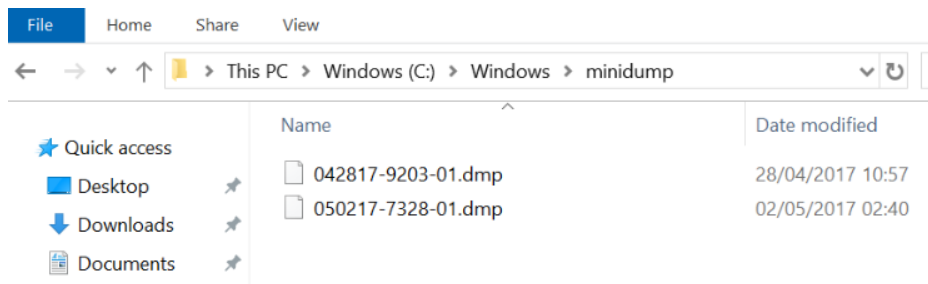 File Home Share View
This PC > Windows (C:) > Windows > minidump
Name Date modified
Quick access
042817-9203-01.dmp 28/04/2017 10:57
Desktop
050217-7328-01.dmp 02/05/2017 02:40
Downloads
Documents